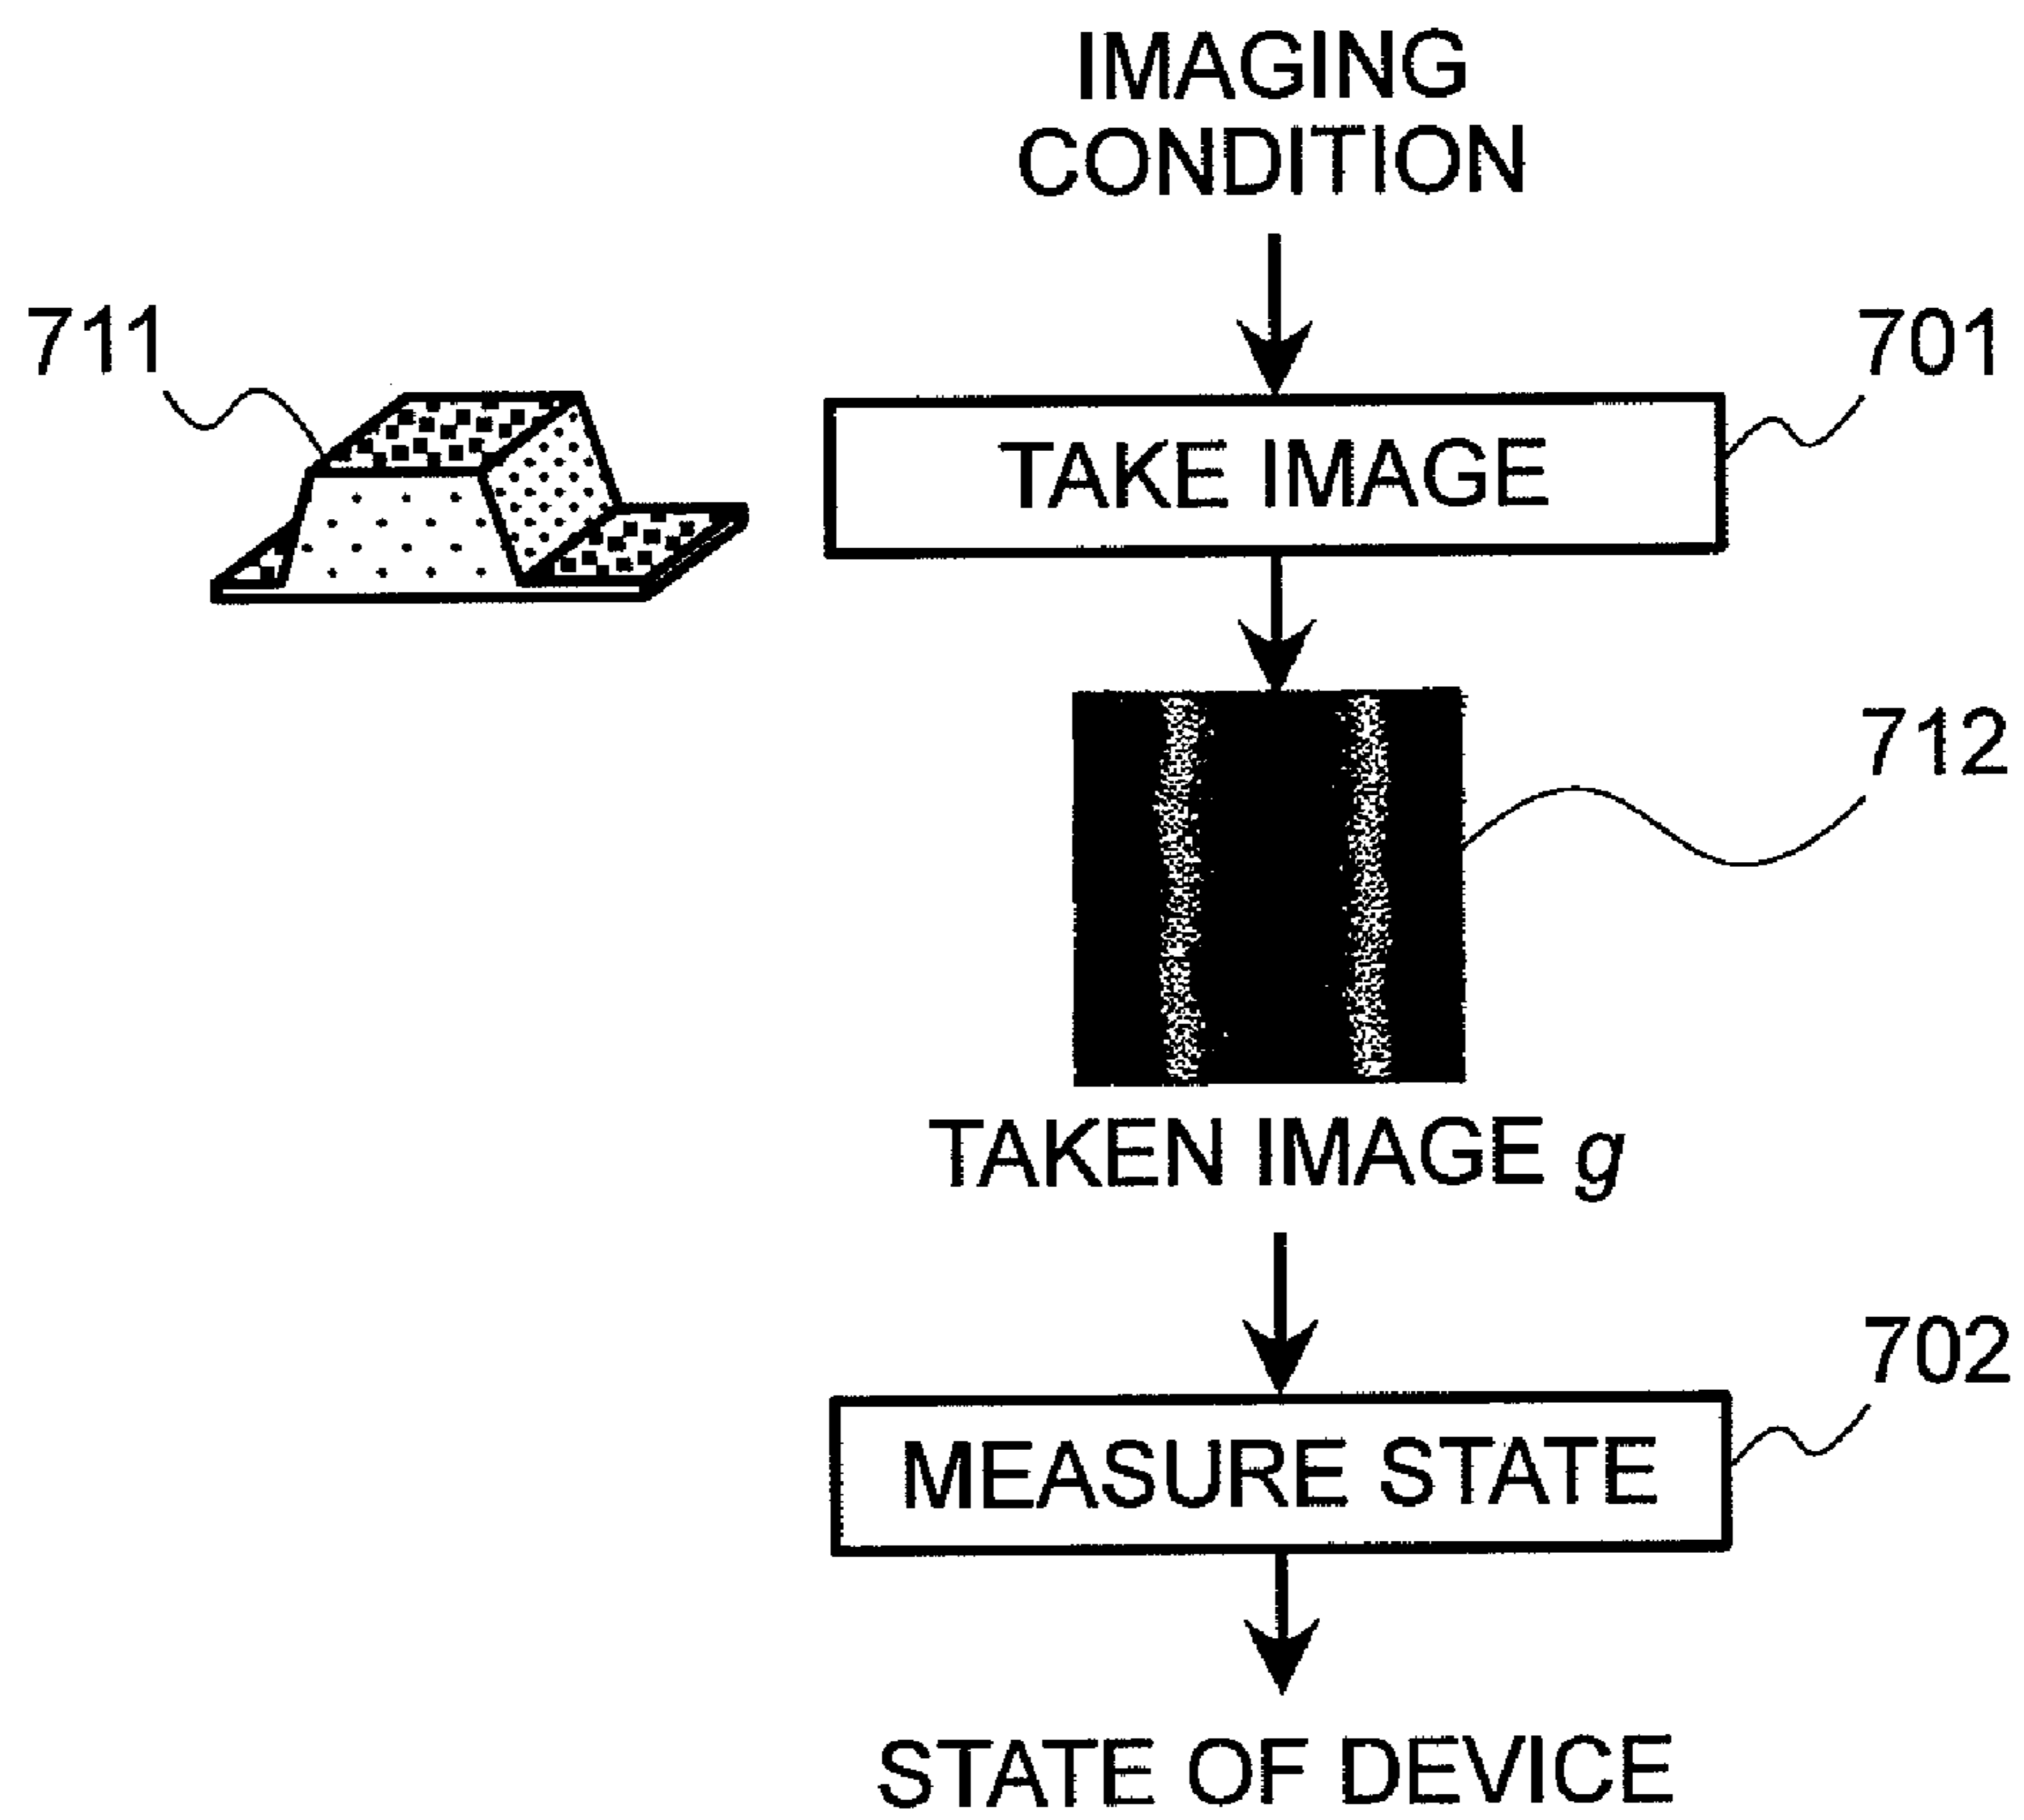 IMAGING
CONDITION
711
701
TAKE IMAGE
712
TAKEN IMAGE g
702
MEASURE STATE
STATE OF DEVICE